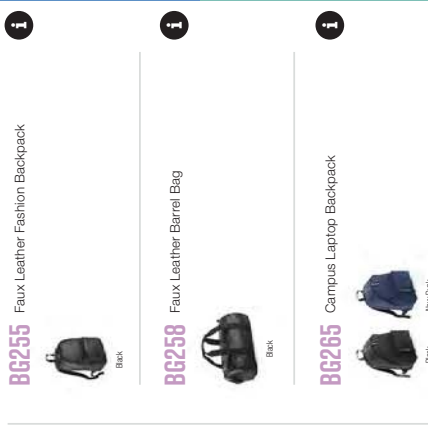 BG255 Faux Leather Fashion Backpack
Black
BG258 Faux Leather Barrel Bag
Black
BG265 Campus Laptop Backpack